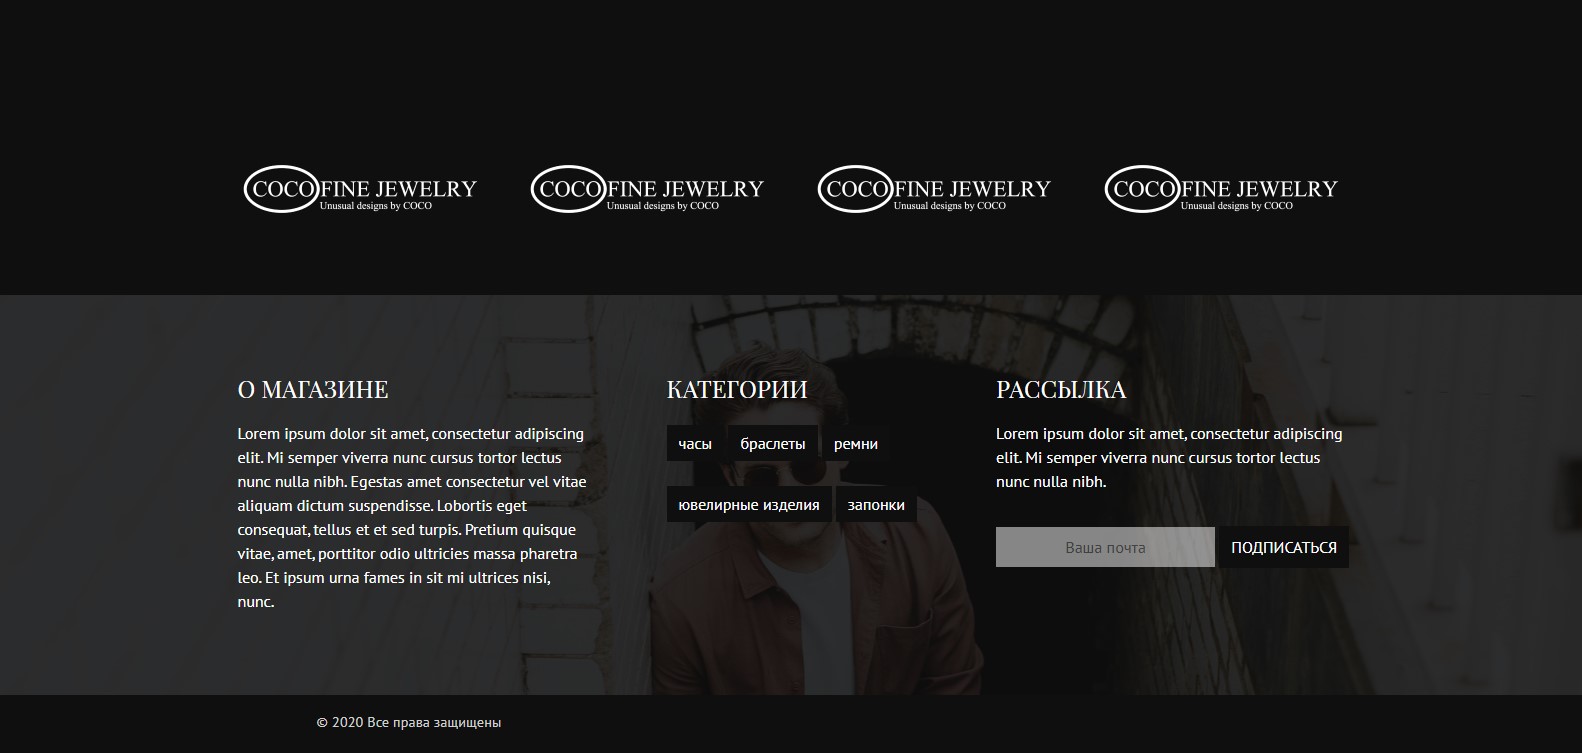 COCO FINE JEWELRY
Unusual designs by COCO
COCO FINE JEWELRY
Unusual designs by COCO
COCO FINE JEWELRY
Unusual designs by COCO
COCO FINE JEWELRY
Unusual designs by COCO
О МАГАЗИНЕ
Lorem ipsum dolor sit amet, consectetur adipiscing
elit. Mi semper viverra nunc cursus tortor lectus
nunc nulla nibh. Egestas amet consectetur vel vitae
aliquam dictum suspendisse. Lobortis eget
consequat, tellus et et sed turpis. Pretium quisque
vitae, amet, porttitor odio ultricies massa pharetra
leo. Et ipsum urna fames in sit mi ultrices nisi,
nunc.
КАТЕГОРИИ
часы браслеты ремни
ювелирные изделия запонки
РАССЫЛКА
Lorem ipsum dolor sit amet, consectetur adipiscing
elit. Mi semper viverra nunc cursus tortor lectus
nunc nulla nibh.
Ваша почта ПОДПИСАТЬСЯ
© 2020 Все права защищены